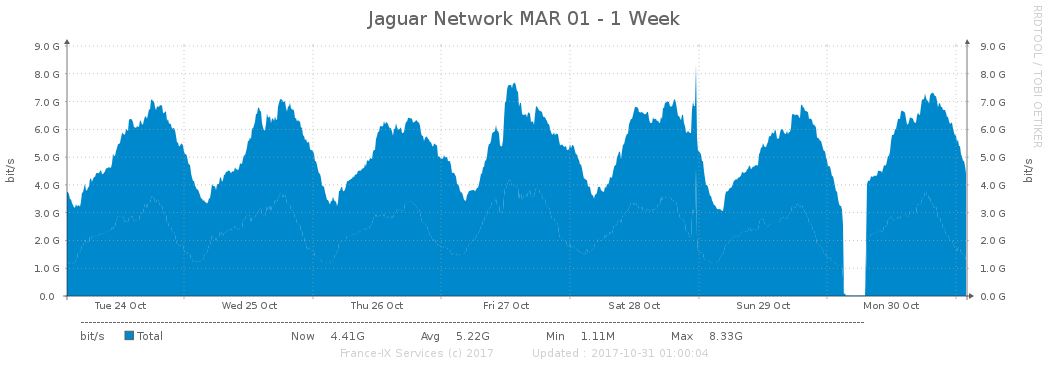 Jaguar Network MAR 01 - 1 Week
RRDTOOL / TOBI OETIKER
bit/s
9.0 G
8.0 G
7.0 G
6.0 G
5.0 G
4.0 G
3.0 G
2.0 G
1.0 G
0.0
9.0 G
8.0 G
7.0 G
6.0 G
5.0 G
4.0 G
3.0 G
2.0 G
1.0 G
0.0 G
bit/s
Tue 24 Oct Wed 25 Oct Thu 26 Oct Fri 27 Oct Sat 28 Oct Sun 29 Oct Mon 30 Oct
bit/s Total Now 4.41G Avg 5.22G Min 1.11M Max 8.33G
France-IX Services (c) 2017 Updated : 2017-10-31 01:00:04